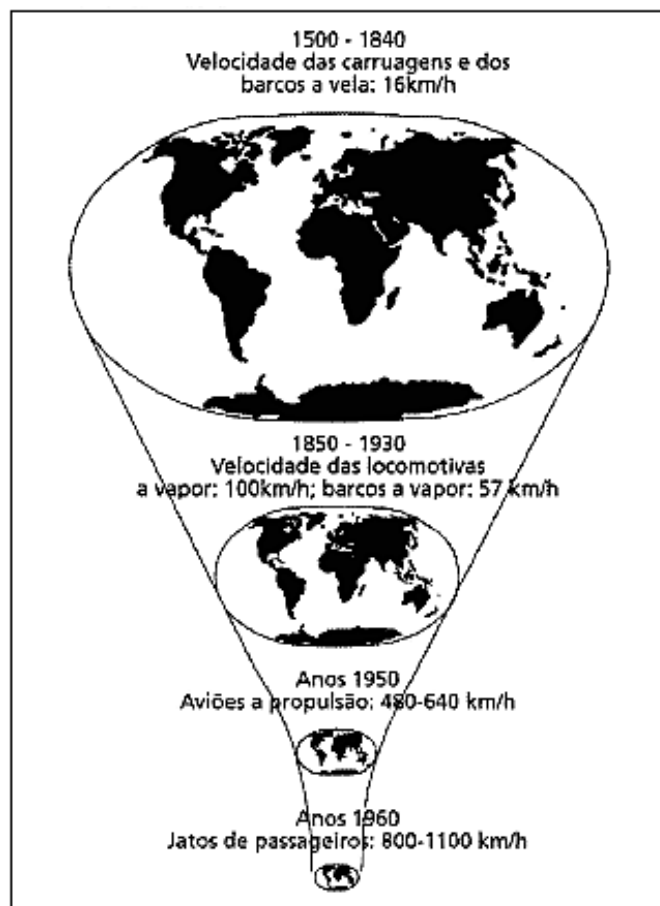 1500 - 1840
Velocidade das carruagens e dos
barcos a vela: 16km/h
1850 - 1930
Velocidade das locomotivas
a vapor: 100km/h; barcos a vapor: 57 km/h
Anos 1950
Aviões a propulsão: 480-640 km/h
Anos 1960
Jatos de passageiros: 800-1100 km/h